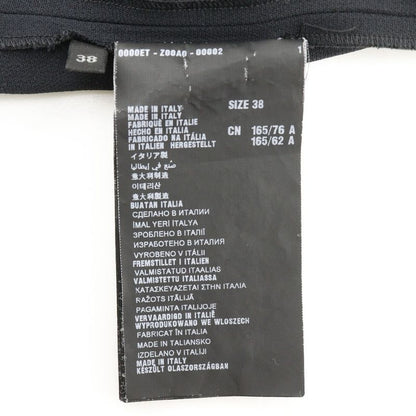 38
0000ET - Z00A0 - 00002 1
MADE IN ITALY SIZE 38
MADE IN ITALY
FABRIQUÉ EN ITALIE
HECHO EN ITALIA CN 165/76 A
FABRICADO NA ITÁLIA 165/62 A
IN ITALIEN HERGESTELLT
イタリア製
صنع في إيطاليا
意大利制造
이태리산
意大利製造
BUATAN ITALIA
СДЕЛАНО В ИТАЛИИ
İMAL YERİ İTALYA
ЗРОБЛЕНО В ІТАЛІЇ
ИЗРАБОТЕНО В ИТАЛИЯ
VYROBENO V ITÁLII
FREMSTILLET I ITALIEN
VALMISTATUD ITAALIAS
VALMISTETTU ITALIASSA
ΚΑΤΑΣΚΕΥΑΖΕΤΑΙ ΣΤΗΝ ΙΤΑΛΙΑ
RAŽOTS ITĀLIJĀ
PAGAMINTA ITALIJOJE
VERVAARDIGD IN ITALIË
WYPRODUKOWANO WE WLOSZECH
FABRICAT ÎN ITALIA
MADE IN TALIANSKO
IZDELANO V ITALIJI
MADE IN ITALY
KÉSZÜLT OLASZORSZÁGBAN